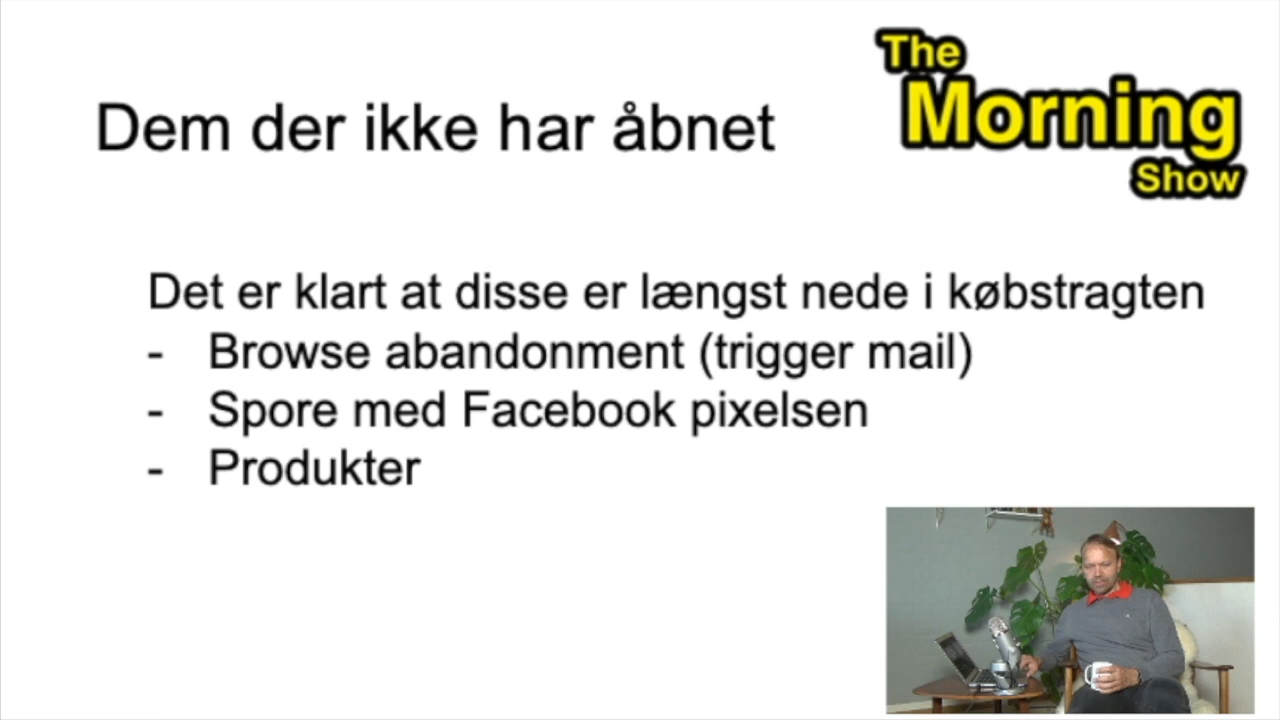 The
Morning
Show
Dem der ikke har åbnet
Det er klart at disse er længst nede i købstragten
- Browse abandonment (trigger mail)
- Spore med Facebook pixelsen
- Produkter